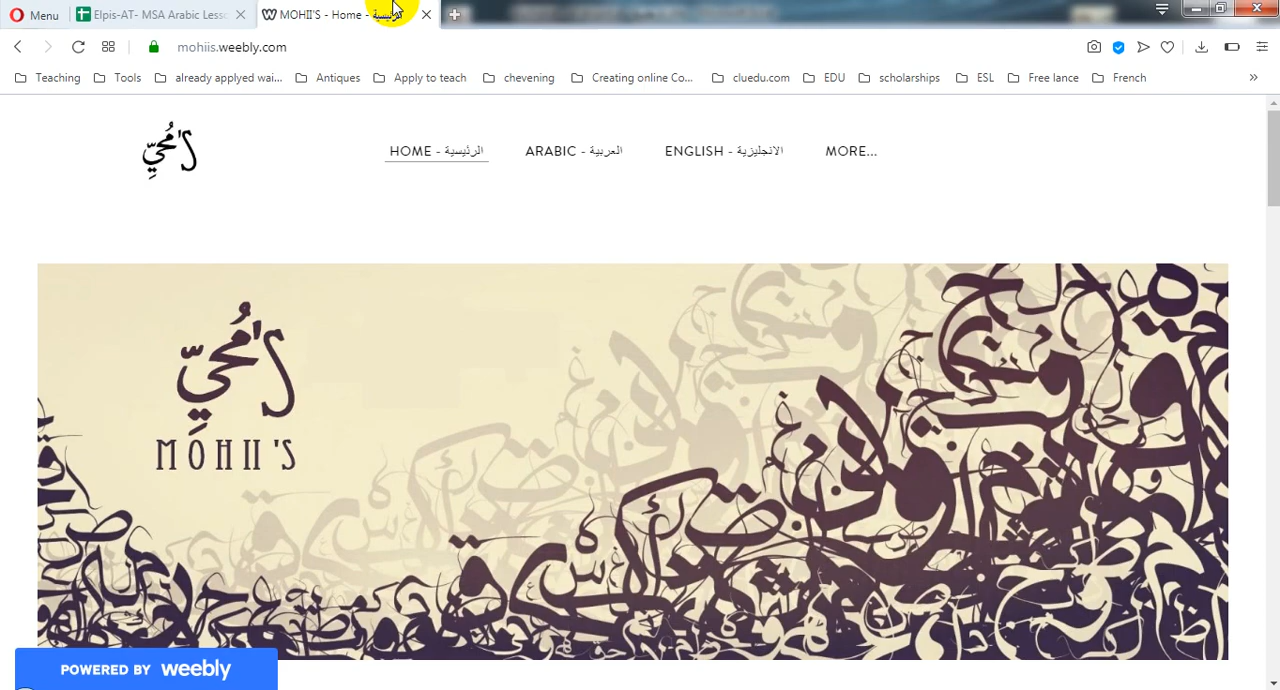 Menu
Elpis-AT- MSA Arabic Less
MOHII'S - Home -
mohiis.weebly.com
Teaching
Tools
already applyed wai...
Antiques
Apply to teach
chevening
Creating online Co...
cluedu.com
EDU
scholarships
ESL
Free lance
French
»
مُحيِّ'S
HOME - الرئيسية
ARABIC - العربية
ENGLISH - الانجليزية
MORE...
مُحيِّ'S
MOHII'S
POWERED BY weebly